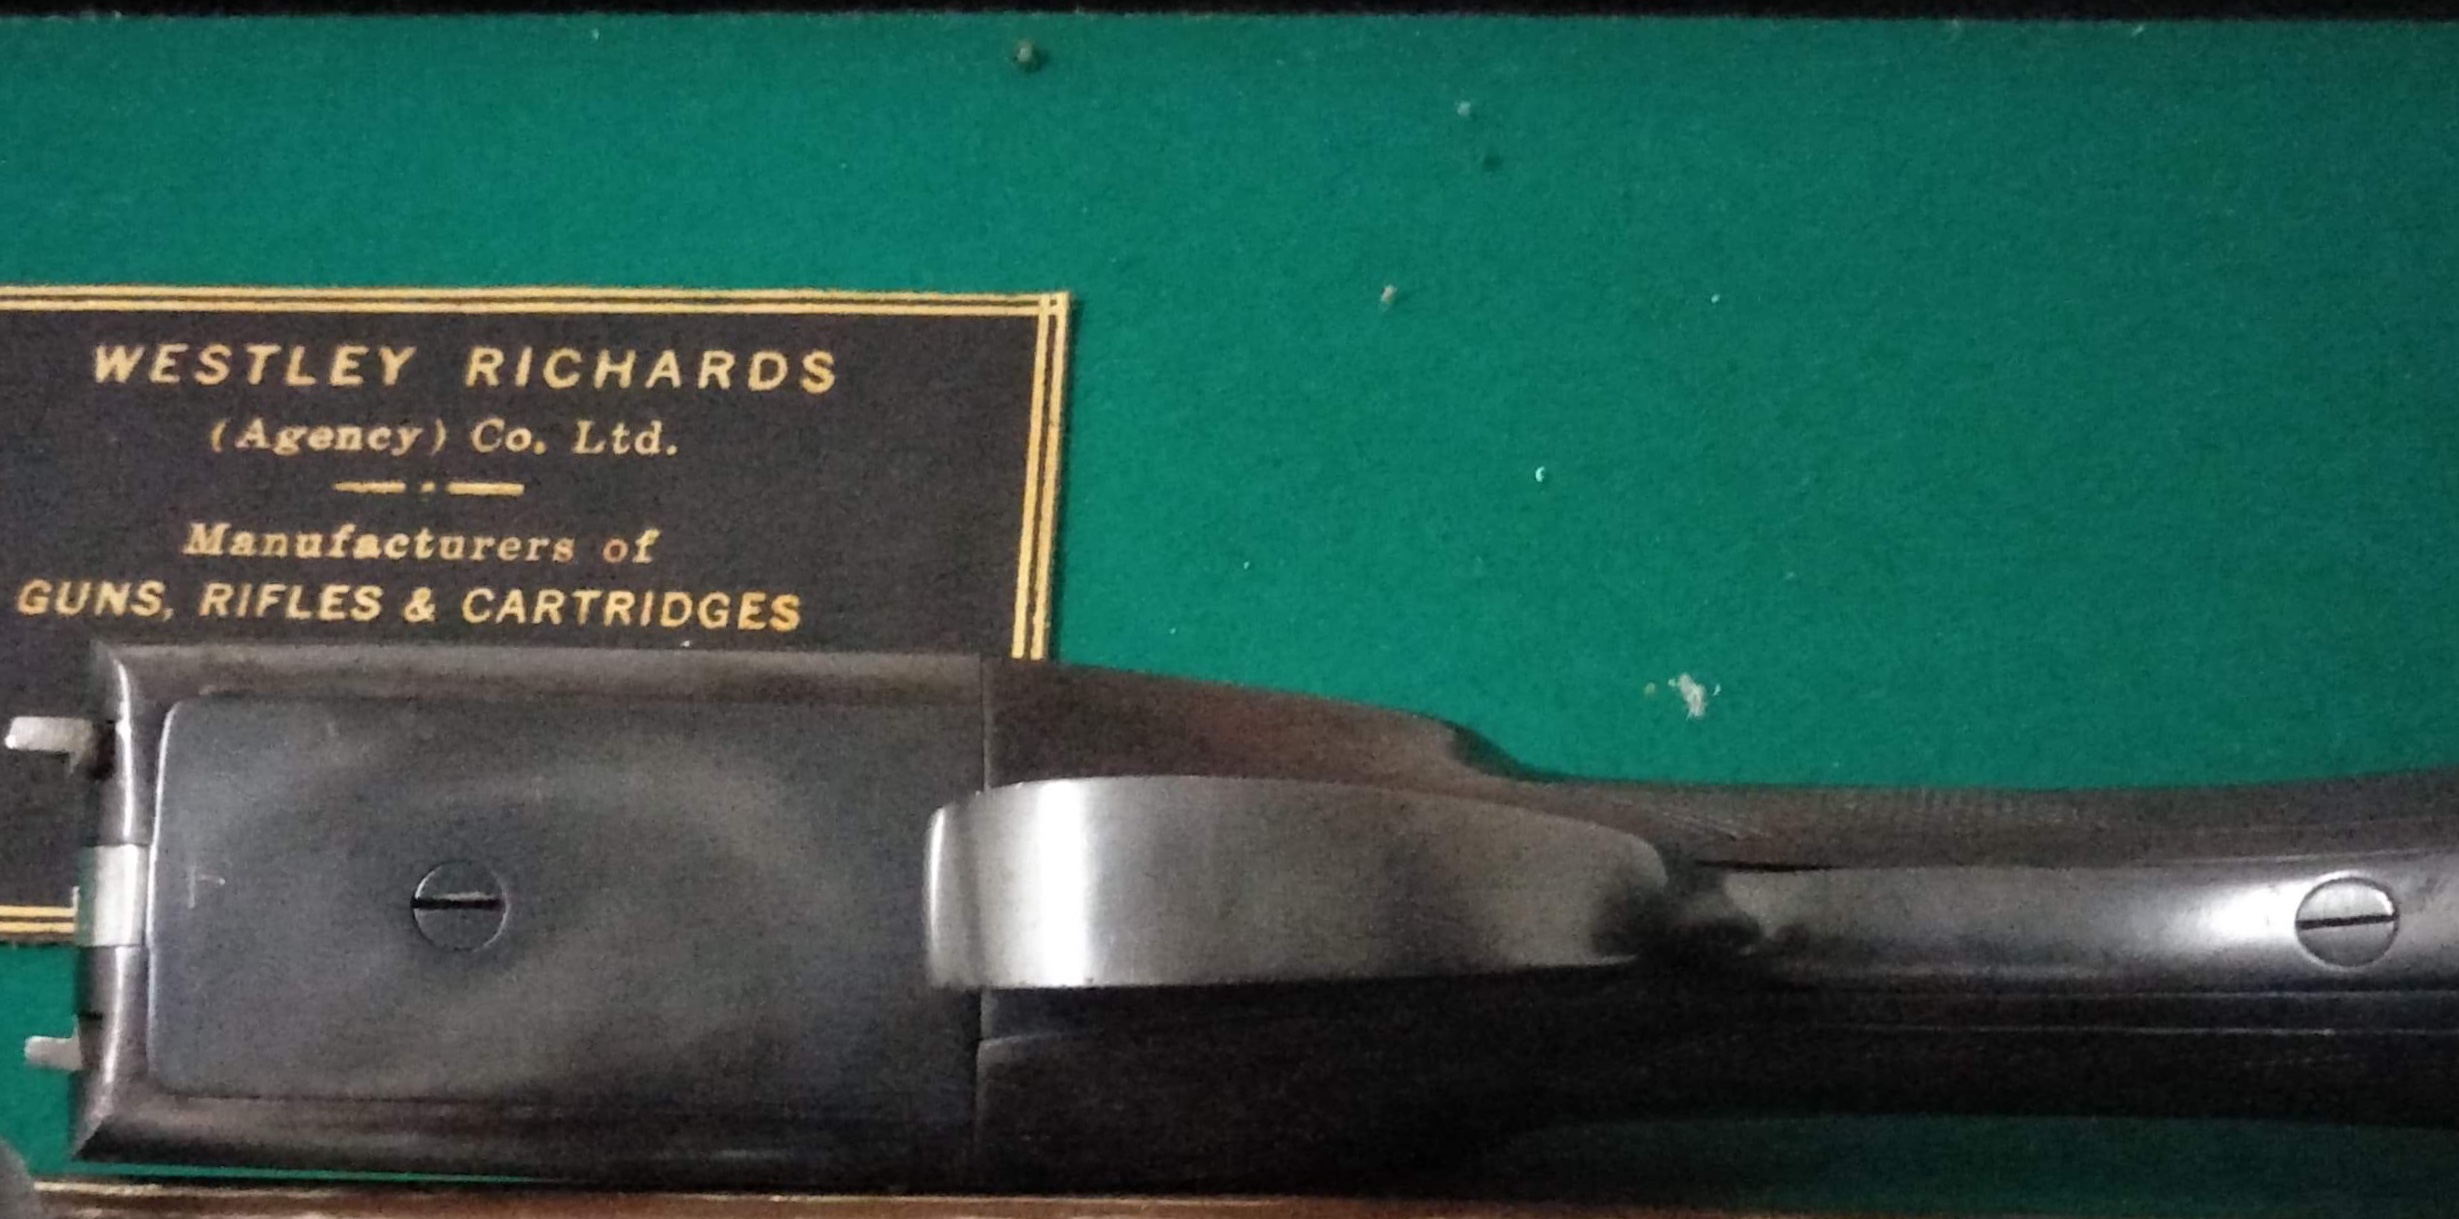 WESTLEY RICHARDS
(Agency) Co. Ltd.
Manufacturers of
GUNS, RIFLES & CARTRIDGES